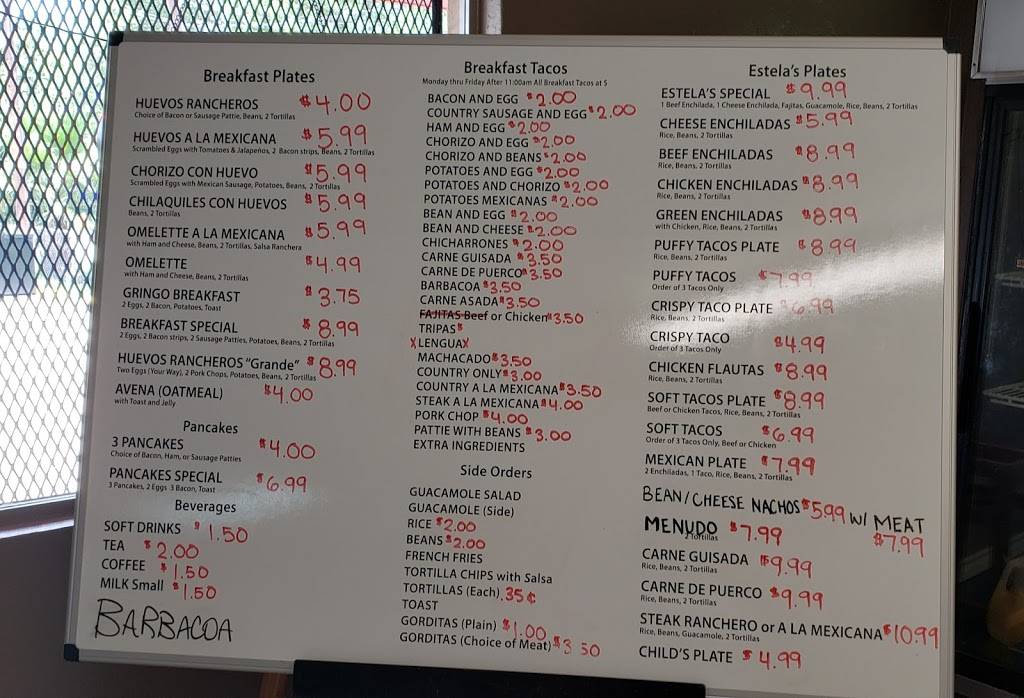 Breakfast Plates
HUEVOS RANCHEROS $4.00
Choice of Bacon or Sausage Pattie, Beans, 2 Tortillas
HUEVOS A LA MEXICANA $5.99
Scrambled Eggs with Tomatoes & Jalapeños, 2 Bacon strips, Beans, 2 Tortillas
CHORIZO CON HUEVO $5.99
Scrambled Eggs with Mexican Sausage, Potatoes, Beans, 2 Tortillas
CHILAQUILES CON HUEVOS $5.99
Beans, 2 Tortillas
OMELETTE A LA MEXICANA $5.99
with Ham and Cheese, Beans, 2 Tortillas, Salsa Ranchera
OMELETTE $4.99
with Ham and Cheese, Beans, 2 Tortillas
GRINGO BREAKFAST $3.75
2 Eggs, 2 Bacon, Potatoes, Toast
BREAKFAST SPECIAL $8.99
2 Eggs, 2 Bacon strips, 2 Sausage Patties, Potatoes, Beans, 2 Tortillas
HUEVOS RANCHEROS "Grande" $8.99
Two Eggs (Your Way), 2 Pork Chops, Potatoes, Beans, 2 Tortillas
AVENA (OATMEAL) $4.00
with Toast and Jelly
Pancakes
3 PANCAKES $4.00
Choice of Bacon, Ham, or Sausage Patties
PANCAKES SPECIAL $6.99
3 Pancakes, 2 Eggs 3 Bacon, Toast
Beverages
SOFT DRINKS $1.50
TEA $2.00
COFFEE $1.50
MILK Small $1.50
BARBACOA
Breakfast Tacos
Monday thru Friday After 11:00am All Breakfast Tacos at 5
BACON AND EGG $2.00
COUNTRY SAUSAGE AND EGG $2.00
HAM AND EGG $2.00
CHORIZO AND EGG $2.00
CHORIZO AND BEANS $2.00
POTATOES AND EGG $2.00
POTATOES AND CHORIZO $2.00
POTATOES MEXICANAS $2.00
BEAN AND EGG $2.00
BEAN AND CHEESE $2.00
CHICHARRONES $2.00
CARNE GUISADA $3.50
CARNE DE PUERCO $3.50
BARBACOA $3.50
CARNE ASADA $3.50
FAJITAS Beef or Chicken $3.50
TRIPAS $
X LENGUA X
MACHACADO $3.50
COUNTRY ONLY $3.00
COUNTRY A LA MEXICANA $3.50
STEAK A LA MEXICANA $4.00
PORK CHOP $4.00
PATTIE WITH BEANS $3.00
EXTRA INGREDIENTS
Side Orders
GUACAMOLE SALAD
GUACAMOLE (Side)
RICE $2.00
BEANS $2.00
FRENCH FRIES
TORTILLA CHIPS with Salsa
TORTILLAS (Each) .35¢
TOAST
GORDITAS (Plain) $1.00
GORDITAS (Choice of Meat) $3 50
Estela's Plates
ESTELA'S SPECIAL $9.99
1 Beef Enchilada, 1 Cheese Enchilada, Fajitas, Guacamole, Rice, Beans, 2 Tortillas
CHEESE ENCHILADAS $5.99
Rice, Beans, 2 Tortillas
BEEF ENCHILADAS $8.99
Rice, Beans, 2 Tortillas
CHICKEN ENCHILADAS $8.99
Rice, Beans, 2 Tortillas
GREEN ENCHILADAS $8.99
with Chicken, Rice, Beans, 2 Tortillas
PUFFY TACOS PLATE $8.99
Rice, Beans, 2 Tortillas
PUFFY TACOS $7.99
Order of 3 Tacos Only
CRISPY TACO PLATE $6.99
Rice, Beans, 2 Tortillas
CRISPY TACO $4.99
Order of 3 Tacos Only
CHICKEN FLAUTAS $8.99
Rice, Beans, 2 Tortillas
SOFT TACOS PLATE $8.99
Beef or Chicken Tacos, Rice, Beans, 2 Tortillas
SOFT TACOS $6.99
Order of 3 Tacos Only, Beef or Chicken
MEXICAN PLATE $7.99
2 Enchiladas, 1 Taco, Rice, Beans, 2 Tortillas
BEAN/CHEESE NACHOS $5.99 W/ MEAT $7.99
MENUDO $7.99
2 Tortillas
CARNE GUISADA $9.99
Rice, Beans, 2 Tortillas
CARNE DE PUERCO $9.99
Rice, Beans, 2 Tortillas
STEAK RANCHERO or A LA MEXICANA $10.99
Rice, Beans, Guacamole, 2 Tortillas
CHILD'S PLATE $4.99